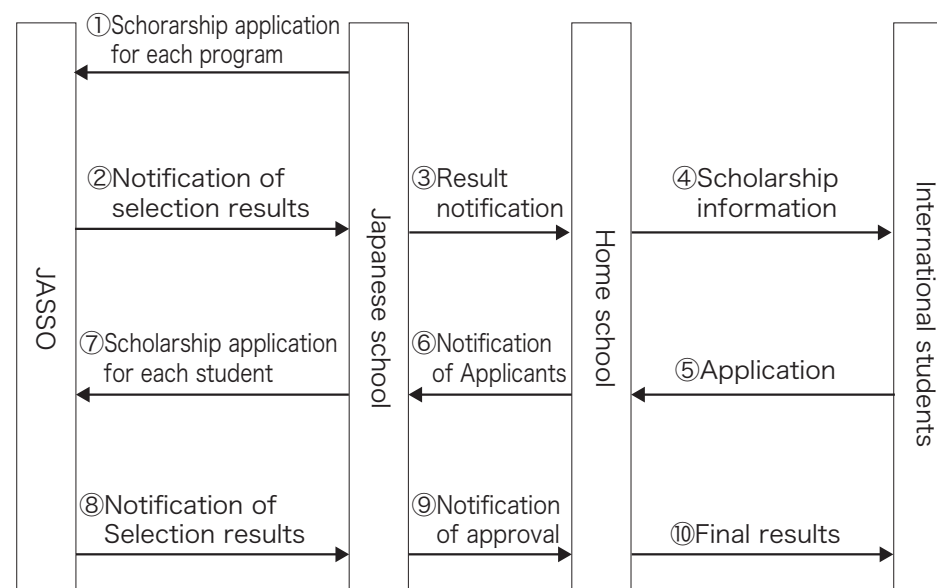 ①Schorarship application
for each program
②Notification of
selection results
③Result
notification
④Scholarship
information
JASSO
Japanese school
Home school
International students
⑦Scholarship application
for each student
⑥Notification
of Applicants
⑤Application
⑧Notification of
Selection results
⑨Notification
of approval
⑩Final results